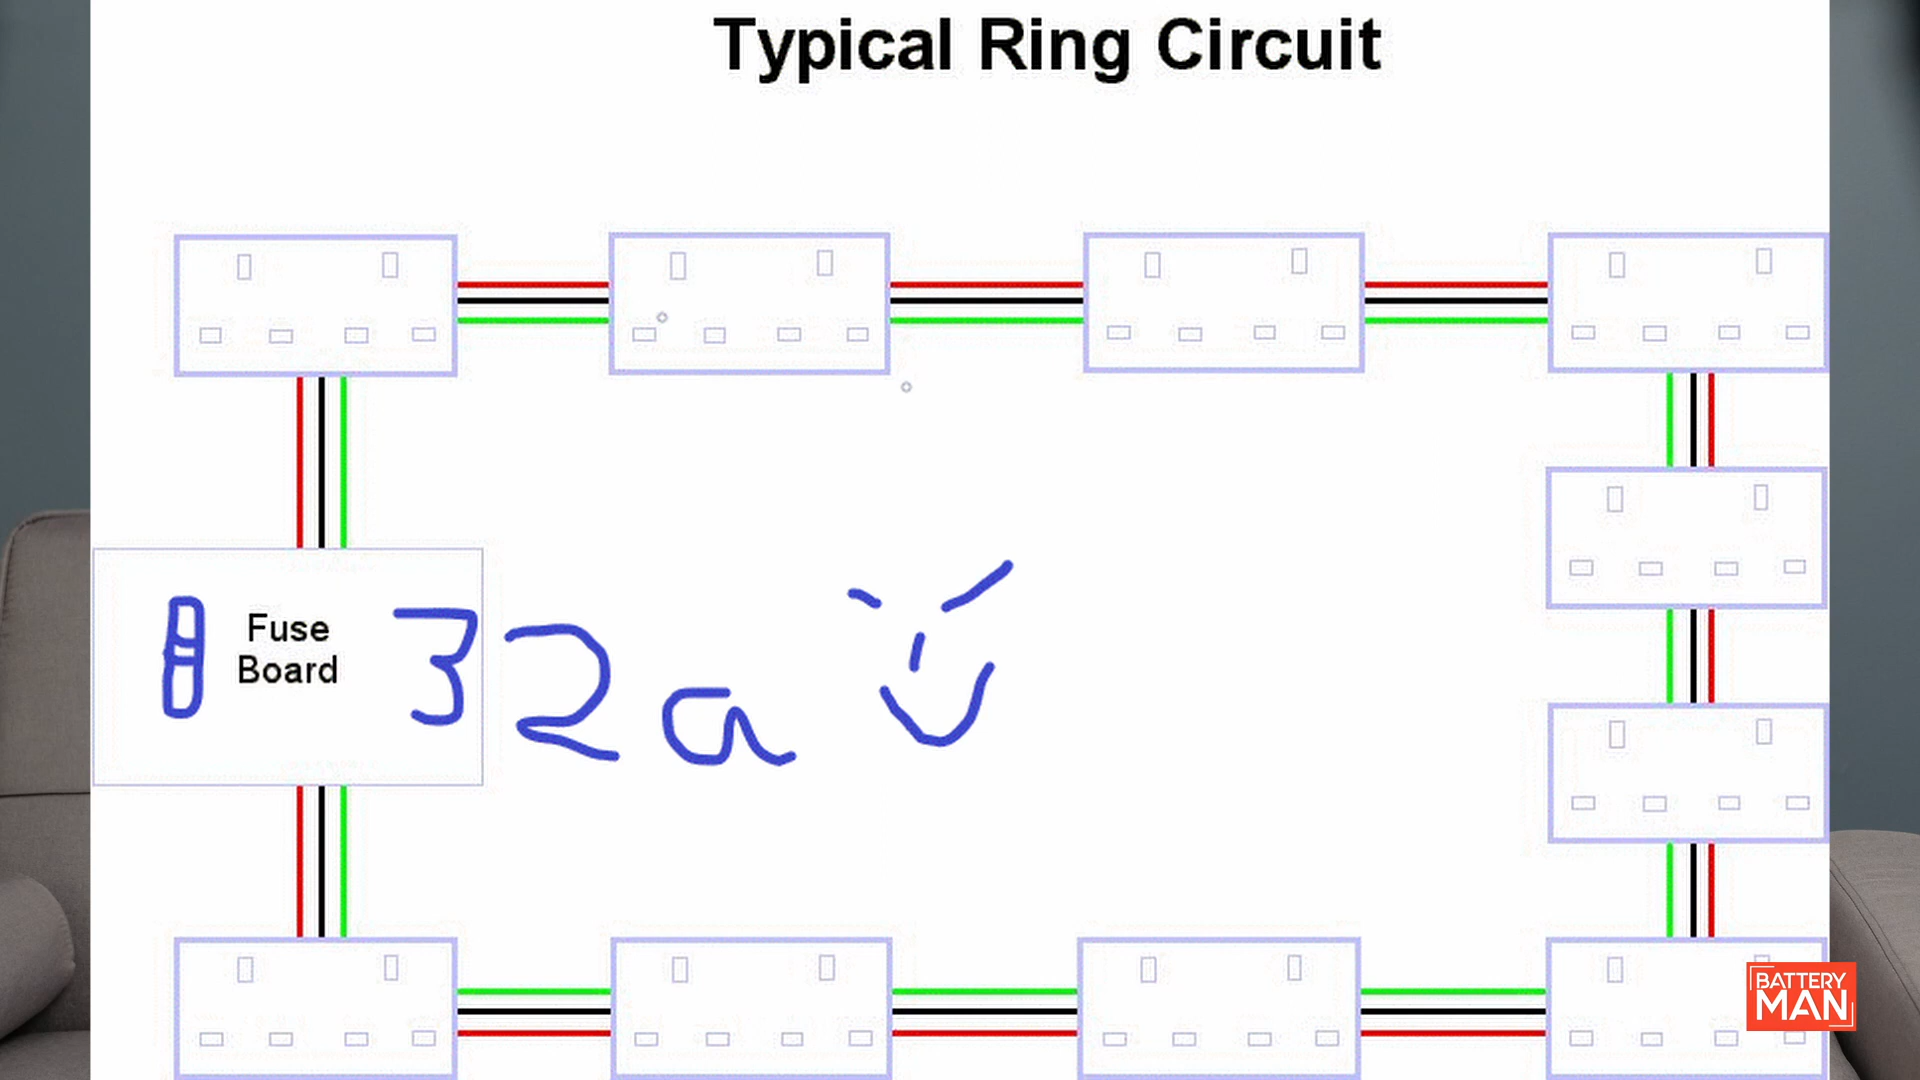 Typical Ring Circuit
Fuse
Board
32a
BATTERY
MAN